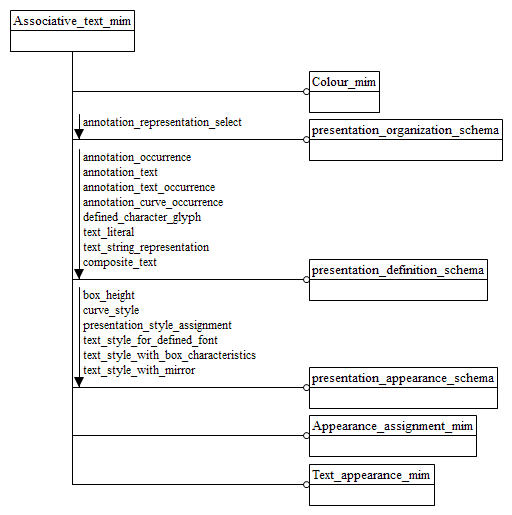 Associative_text_mim
Colour_mim
annotation_representation_select
presentation_organization_schema
annotation_occurrence
annotation_text
annotation_text_occurrence
annotation_curve_occurrence
defined_character_glyph
text_literal
text_string_representation
composite_text
presentation_definition_schema
box_height
curve_style
presentation_style_assignment
text_style_for_defined_font
text_style_with_box_characteristics
text_style_with_mirror
presentation_appearance_schema
Appearance_assignment_mim
Text_appearance_mim